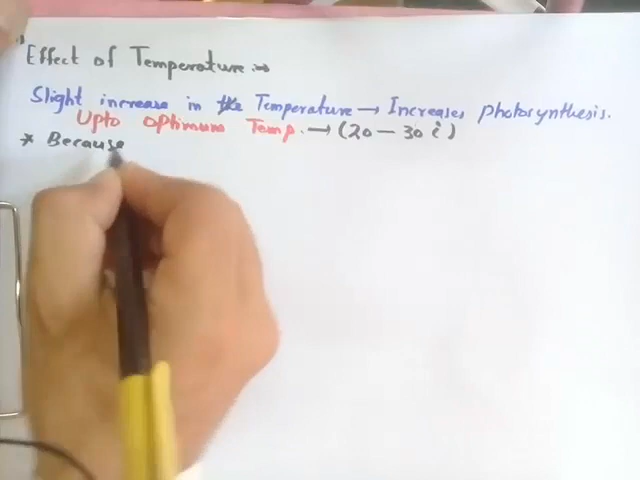 Effect of Temperature :→
Slight increase in the Temperature → Increases photosynthesis.
Upto optimum Temp. → (20 – 30 c̊)
* Because